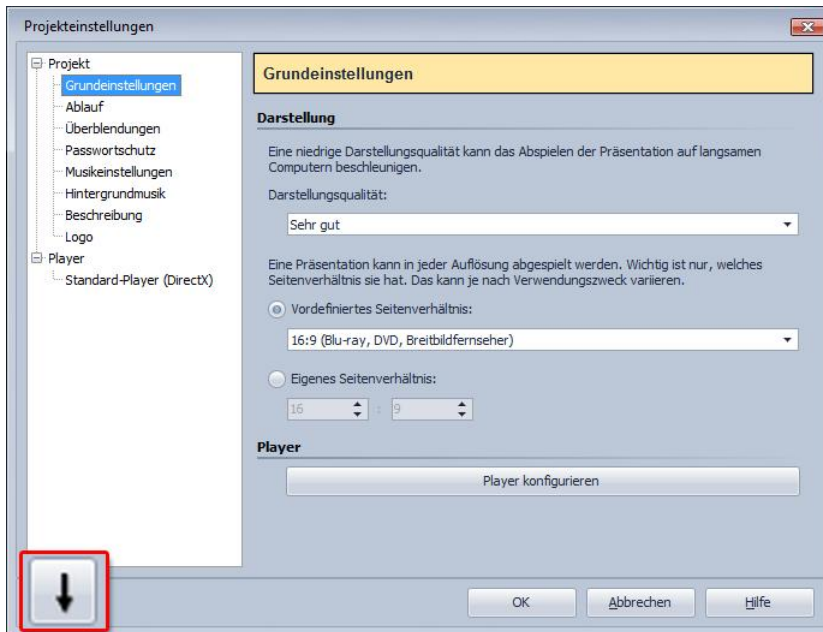 Projekteinstellungen
Projekt
Grundeinstellungen
Ablauf
Überblendungen
Passwortschutz
Musikeinstellungen
Hintergrundmusik
Beschreibung
Logo
Player
Standard-Player (DirectX)
Grundeinstellungen
Darstellung
Eine niedrige Darstellungsqualität kann das Abspielen der Präsentation auf langsamen
Computern beschleunigen.
Darstellungsqualität:
Sehr gut
Eine Präsentation kann in jeder Auflösung abgespielt werden. Wichtig ist nur, welches
Seitenverhältnis sie hat. Das kann je nach Verwendungszweck variieren.
Vordefiniertes Seitenverhältnis:
16:9 (Blu-ray, DVD, Breitbildfernseher)
Eigenes Seitenverhältnis:
16 : 9
Player
Player konfigurieren
OK Abbrechen Hilfe